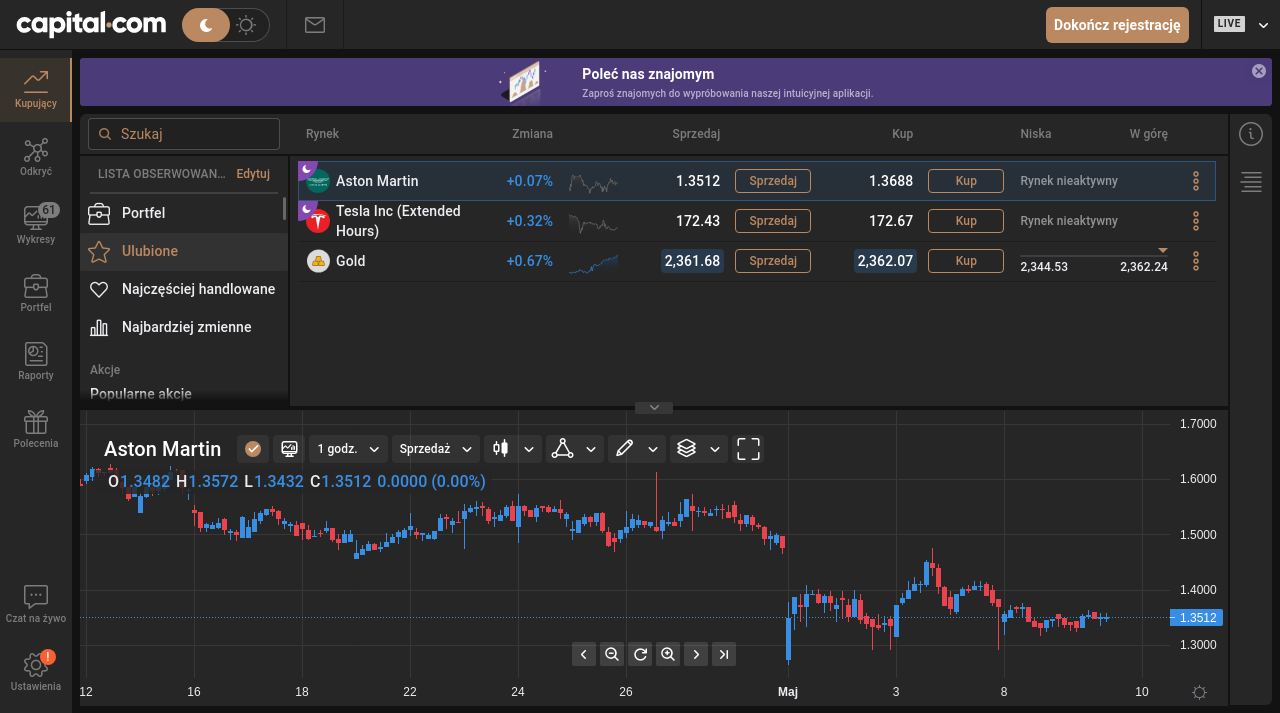 capital.com
Dokończ rejestrację
LIVE
Kupujący
Odkryć
61
Wykresy
Portfel
Raporty
Polecenia
Czat na żywo
!
Ustawienia
Poleć nas znajomym
Zaproś znajomych do wypróbowania naszej intuicyjnej aplikacji.
Szukaj
LISTA OBSERWOWAN... Edytuj
Portfel
Ulubione
Najczęściej handlowane
Najbardziej zmienne
Akcje
Popularne akcje
Rynek Zmiana Sprzedaj Kup Niska W górę
Aston Martin +0.07% 1.3512 Sprzedaj 1.3688 Kup Rynek nieaktywny
Tesla Inc (Extended
Hours) +0.32% 172.43 Sprzedaj 172.67 Kup Rynek nieaktywny
Gold +0.67% 2,361.68 Sprzedaj 2,362.07 Kup 2,344.53 2,362.24
Aston Martin 1 godz. Sprzedaż
O1.3482 H1.3572 L1.3432 C1.3512 0.0000 (0.00%)
1.7000
1.6000
1.5000
1.4000
1.3512
1.3000
12 16 18 22 24 26 Maj 3 8 10